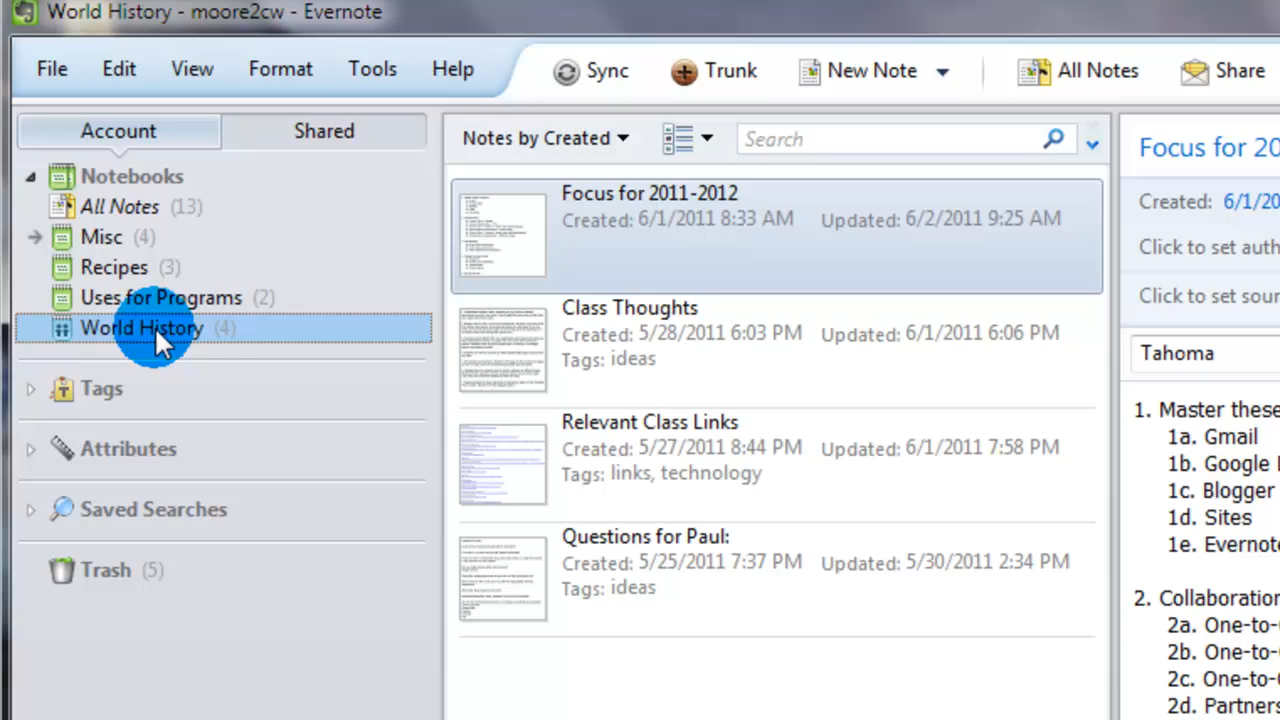 World History - moore2cw - Evernote
File Edit View Format Tools Help
Sync Trunk New Note All Notes Share
Account Shared
Notebooks
All Notes (13)
Misc (4)
Recipes (3)
Uses for Programs (2)
World History (4)
Tags
Attributes
Saved Searches
Trash (5)
Notes by Created Search
Focus for 2011-2012
Created: 6/1/2011 8:33 AM Updated: 6/2/2011 9:25 AM
Class Thoughts
Created: 5/28/2011 6:03 PM Updated: 6/1/2011 6:06 PM
Tags: ideas
Relevant Class Links
Created: 5/27/2011 8:44 PM Updated: 6/1/2011 7:58 PM
Tags: links, technology
Questions for Paul:
Created: 5/25/2011 7:37 PM Updated: 5/30/2011 2:34 PM
Tags: ideas
Focus for 20
Created: 6/1/20
Click to set auth
Click to set sour
Tahoma
1. Master these
1a. Gmail
1b. Google
1c. Blogger
1d. Sites
1e. Evernote
2. Collaboration
2a. One-to-
2b. One-to-
2c. One-to-
2d. Partners